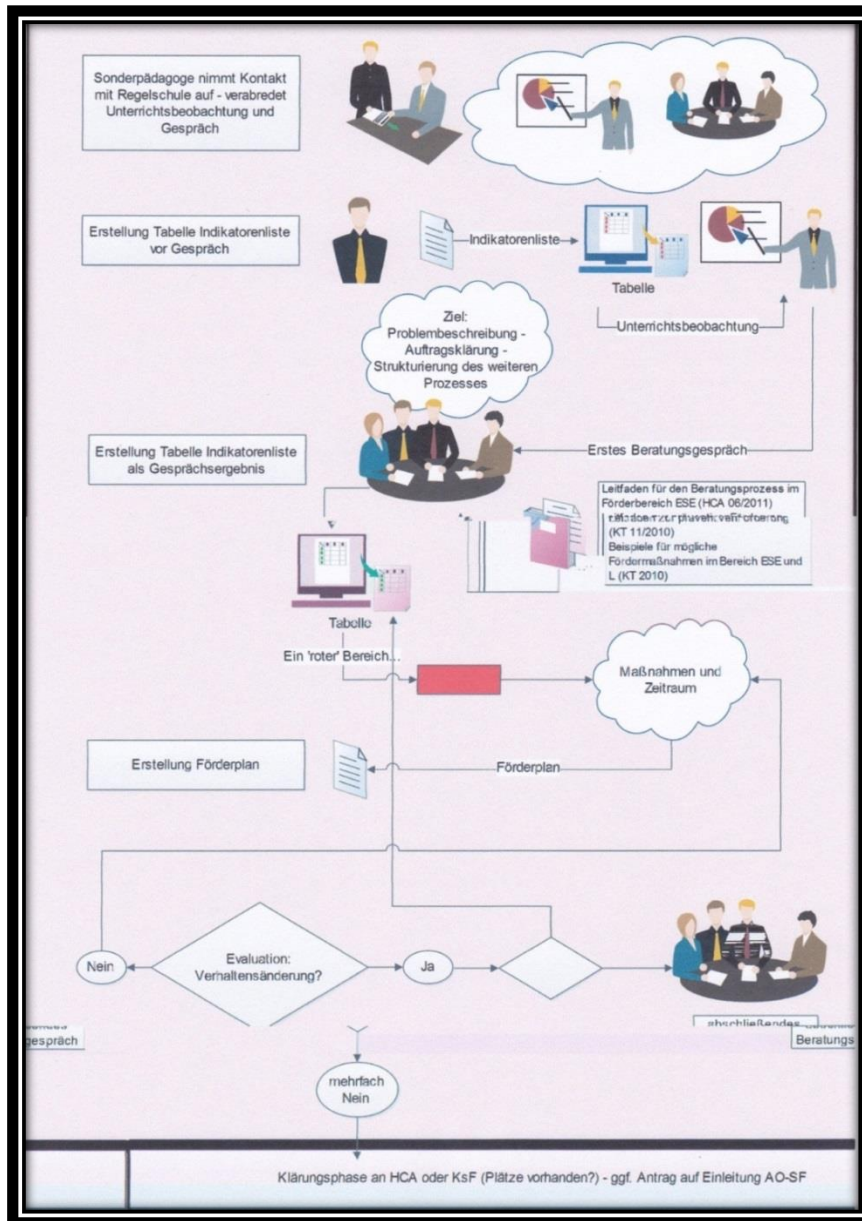 Sonderpädagoge nimmt Kontakt
mit Regelschule auf - verabredet
Unterrichtsbeobachtung und
Gespräch
Erstellung Tabelle Indikatorenliste
vor Gespräch
Indikatorenliste
Tabelle
Unterrichtsbeobachtung
Ziel:
Problembeschreibung -
Auftragsklärung -
Strukturierung des weiteren
Prozesses
Erstellung Tabelle Indikatorenliste
als Gesprächsergebnis
Erstes Beratungsgespräch
Leitfaden für den Beratungsprozess im
Förderbereich ESE (HCA 06/2011)
(KT 11/2010)
Beispiele für mögliche
Fördermaßnahmen im Bereich ESE und
L (KT 2010)
Tabelle
Ein 'roter' Bereich...
Maßnahmen und
Zeitraum
Erstellung Förderplan
Förderplan
Nein
Evaluation:
Verhaltensänderung?
Ja
abschließendes
gespräch
Beratungs
mehrfach
Nein
Klärungsphase an HCA oder KsF (Plätze vorhanden?) - ggf. Antrag auf Einleitung AO-SF